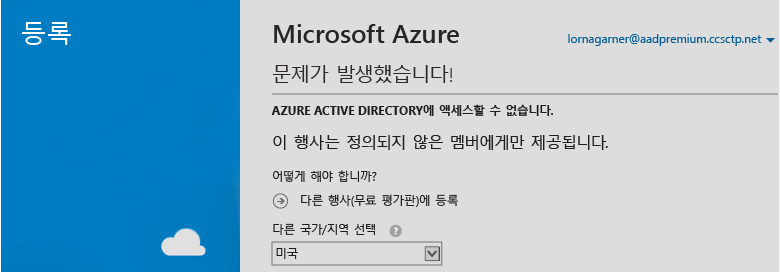 등록
Microsoft Azure
lornagarner@aadpremium.ccsctp.net
문제가 발생했습니다!
AZURE ACTIVE DIRECTORY에 액세스할 수 없습니다.
이 행사는 정의되지 않은 멤버에게만 제공됩니다.
어떻게 해야 합니까?
다른 행사(무료 평가판)에 등록
다른 국가/지역 선택 ?
미국